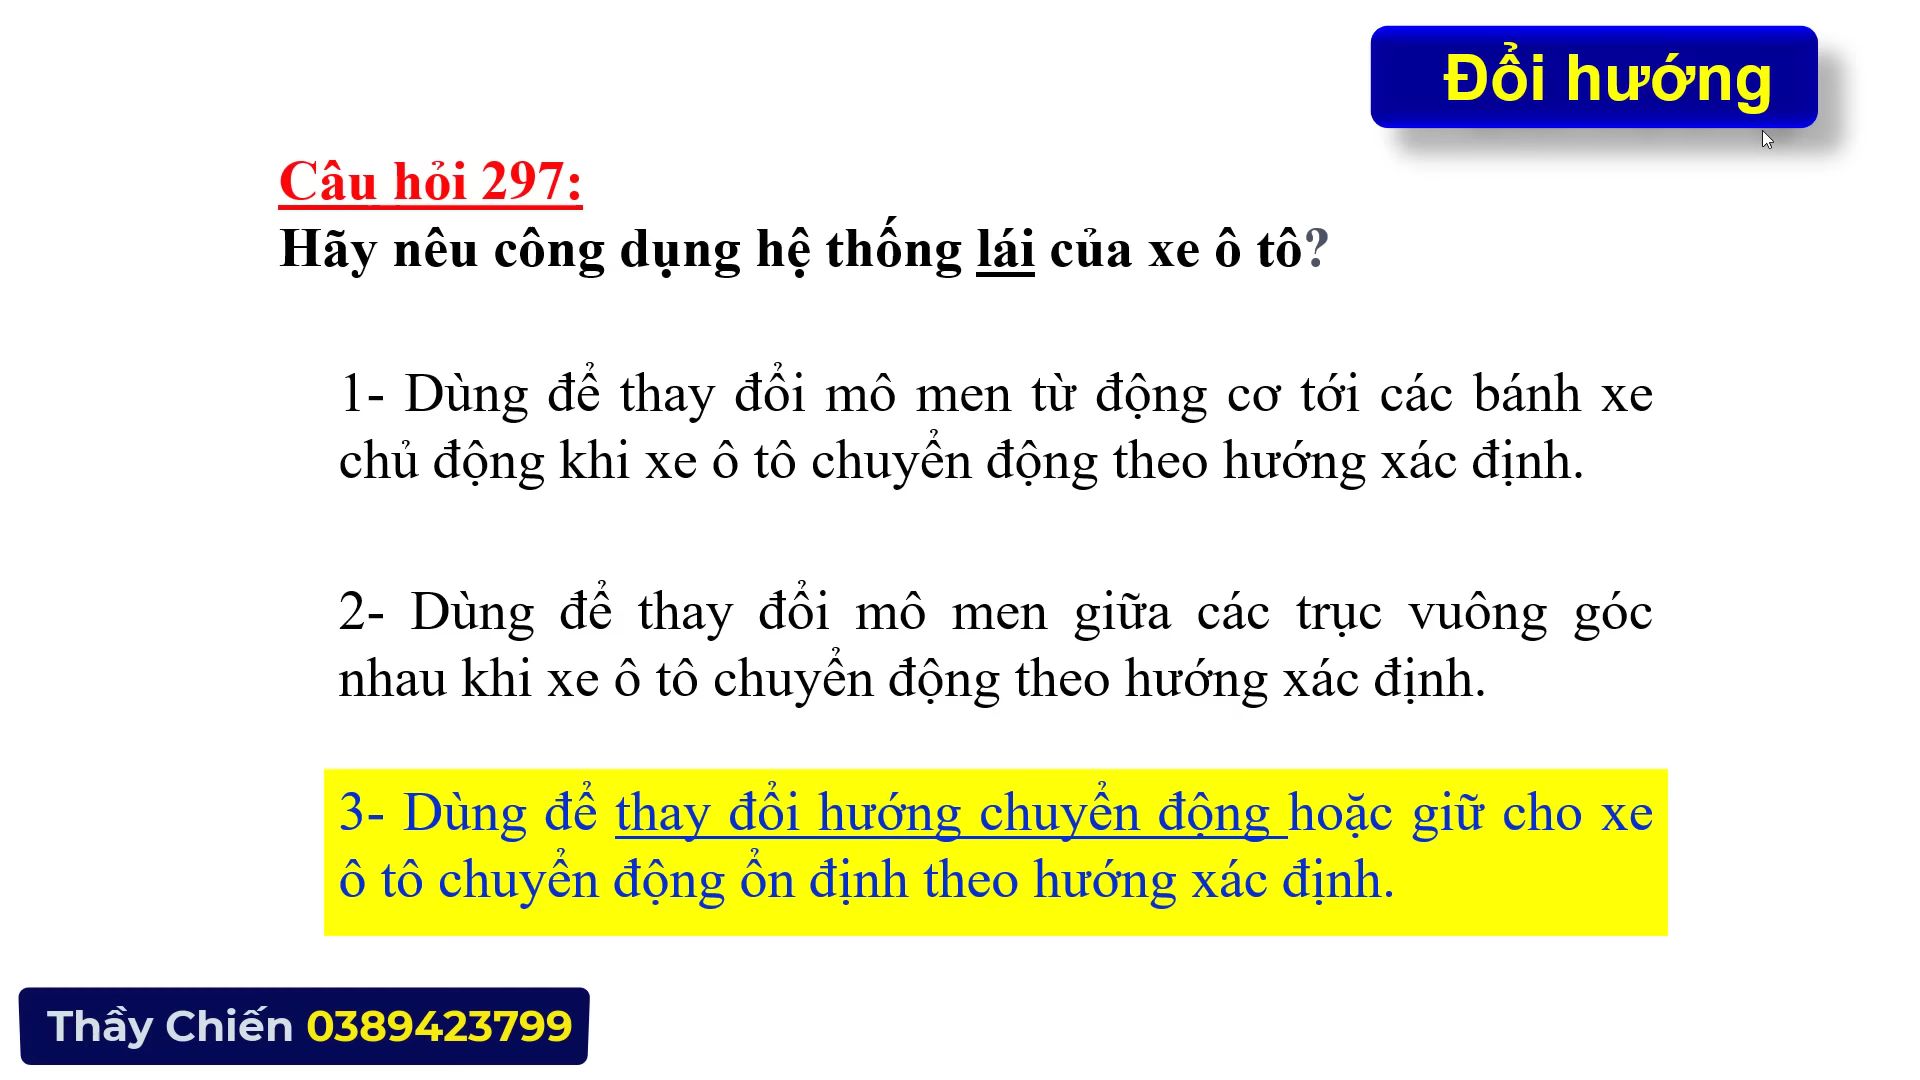 Đổi hướng
Câu hỏi 297:
Hãy nêu công dụng hệ thống lái của xe ô tô?
1- Dùng để thay đổi mô men từ động cơ tới các bánh xe
chủ động khi xe ô tô chuyển động theo hướng xác định.
2- Dùng để thay đổi mô men giữa các trục vuông góc
nhau khi xe ô tô chuyển động theo hướng xác định.
3- Dùng để thay đổi hướng chuyển động hoặc giữ cho xe
ô tô chuyển động ổn định theo hướng xác định.
Thầy Chiến 0389423799